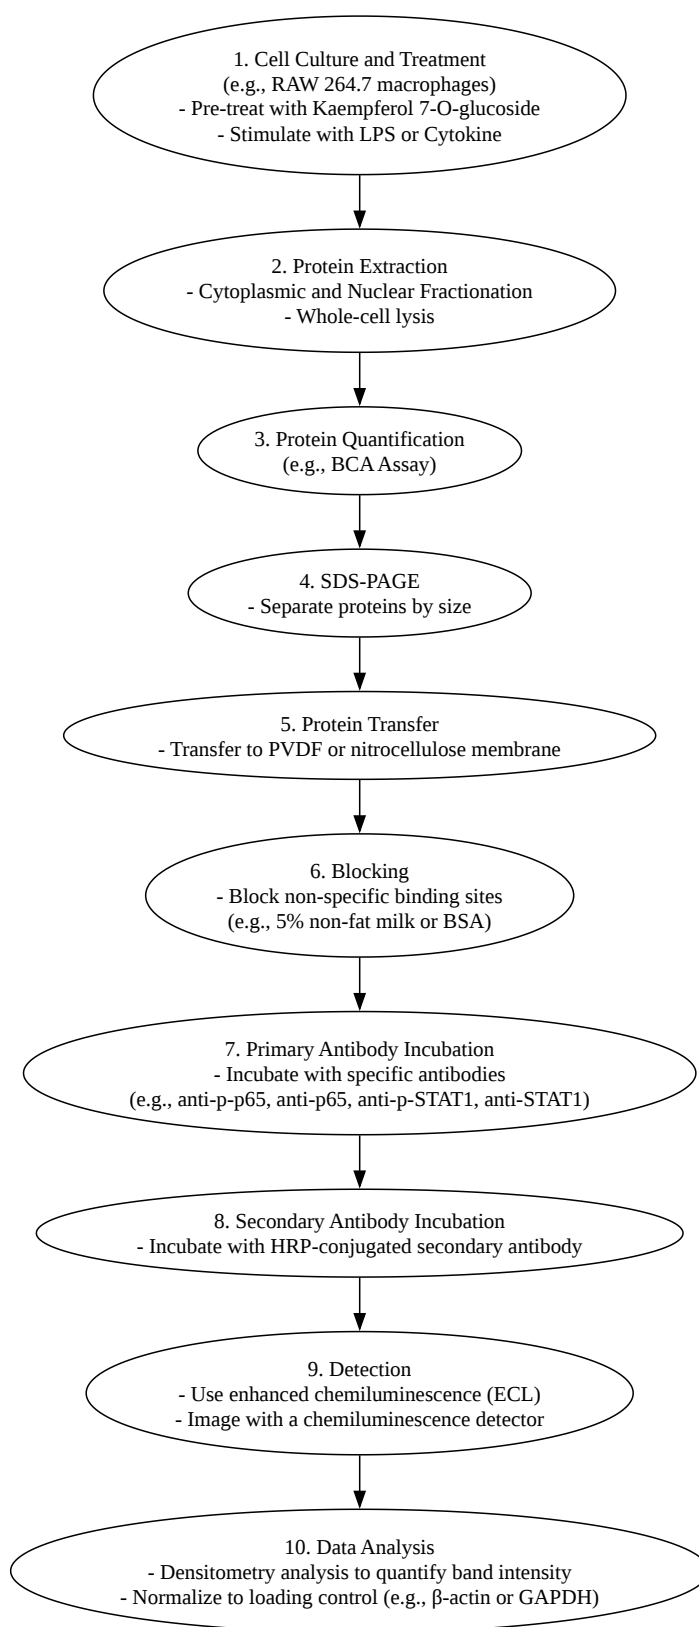 1. Cell Culture and Treatment
(e.g., RAW 264.7 macrophages)
- Pre-treat with Kaempferol 7-O-glucoside
- Stimulate with LPS or Cytokine
2. Protein Extraction
- Cytoplasmic and Nuclear Fractionation
- Whole-cell lysis
3. Protein Quantification
(e.g., BCA Assay)
4. SDS-PAGE
- Separate proteins by size
5. Protein Transfer
- Transfer to PVDF or nitrocellulose membrane
6. Blocking
- Block non-specific binding sites
(e.g., 5% non-fat milk or BSA)
7. Primary Antibody Incubation
- Incubate with specific antibodies
(e.g., anti-p-p65, anti-p65, anti-p-STAT1, anti-STAT1)
8. Secondary Antibody Incubation
- Incubate with HRP-conjugated secondary antibody
9. Detection
- Use enhanced chemiluminescence (ECL)
- Image with a chemiluminescence detector
10. Data Analysis
- Densitometry analysis to quantify band intensity
- Normalize to loading control (e.g., β-actin or GAPDH)